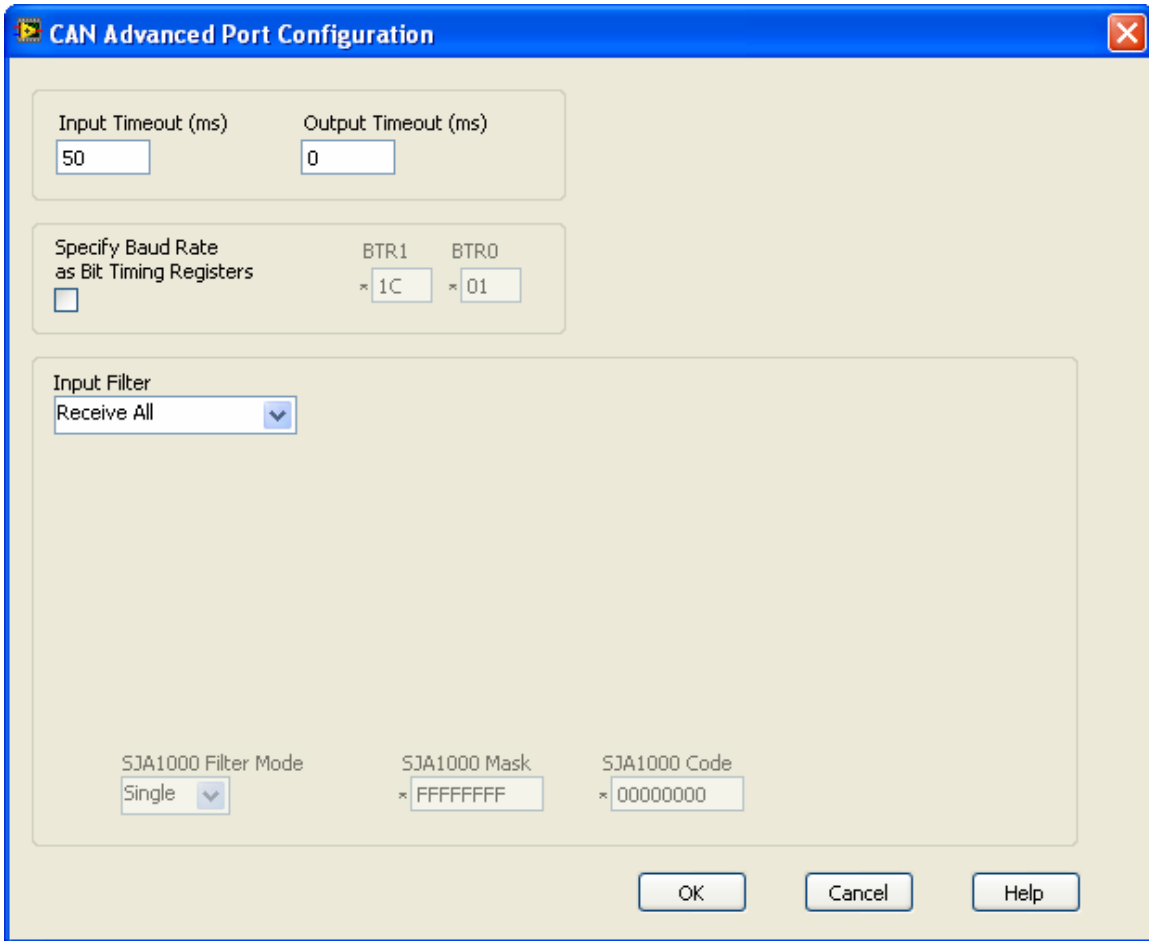 CAN Advanced Port Configuration
Input Timeout (ms) Output Timeout (ms)
50 0
Specify Baud Rate
as Bit Timing Registers
BTR1 BTR0
× 1C × 01
Input Filter
Receive All
SJA1000 Filter Mode SJA1000 Mask SJA1000 Code
Single × FFFFFFFF × 00000000
OK Cancel Help